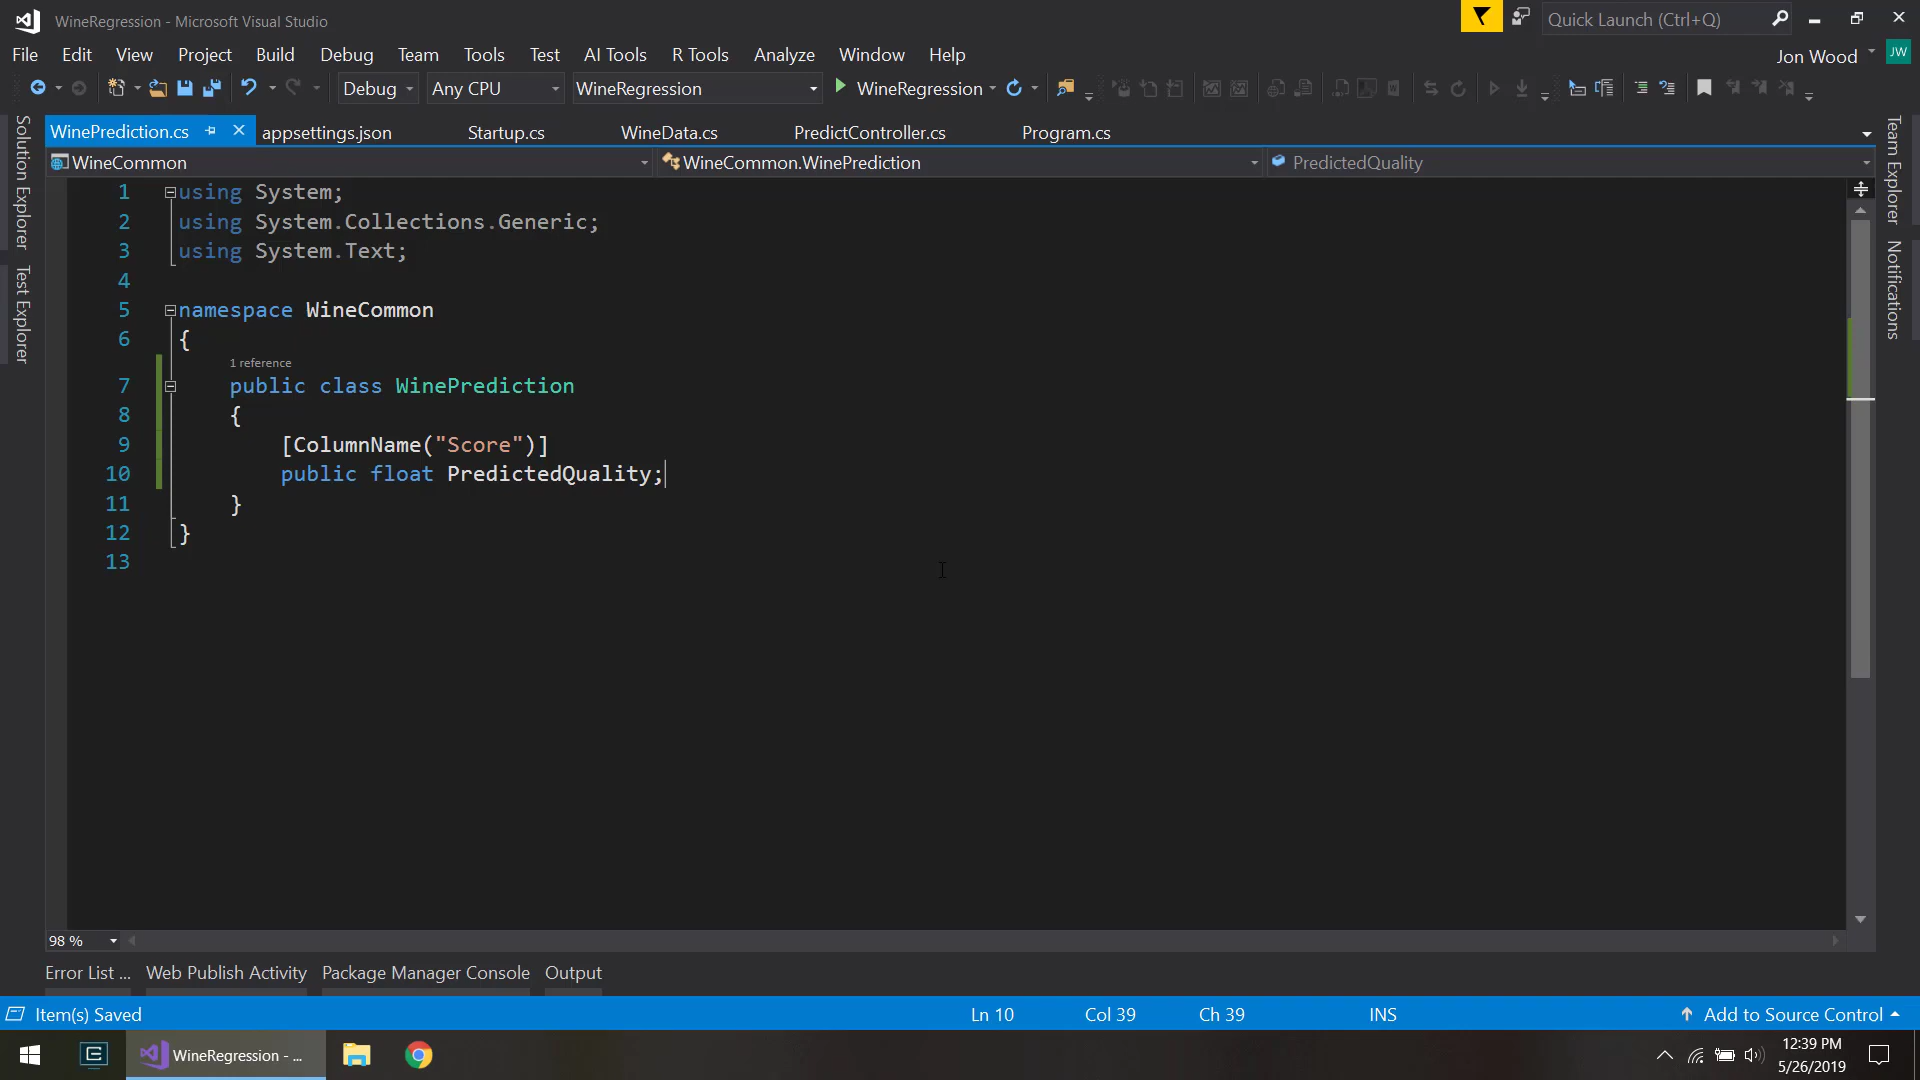 WineRegression - Microsoft Visual Studio
Quick Launch (Ctrl+Q)
File Edit View Project Build Debug Team Tools Test AI Tools R Tools Analyze Window Help
Jon Wood JW
Debug Any CPU WineRegression WineRegression
WinePrediction.cs appsettings.json Startup.cs WineData.cs PredictController.cs Program.cs
WineCommon WineCommon.WinePrediction PredictedQuality
Solution Explorer
Test Explorer
Team Explorer
Notifications
1 using System;
2 using System.Collections.Generic;
3 using System.Text;
4
5 namespace WineCommon
6 {
1 reference
7 public class WinePrediction
8 {
9 [ColumnName("Score")]
10 public float PredictedQuality;
11 }
12 }
13
98 %
Error List ... Web Publish Activity Package Manager Console Output
Item(s) Saved Ln 10 Col 39 Ch 39 INS Add to Source Control
WineRegression - ...
12:39 PM
5/26/2019